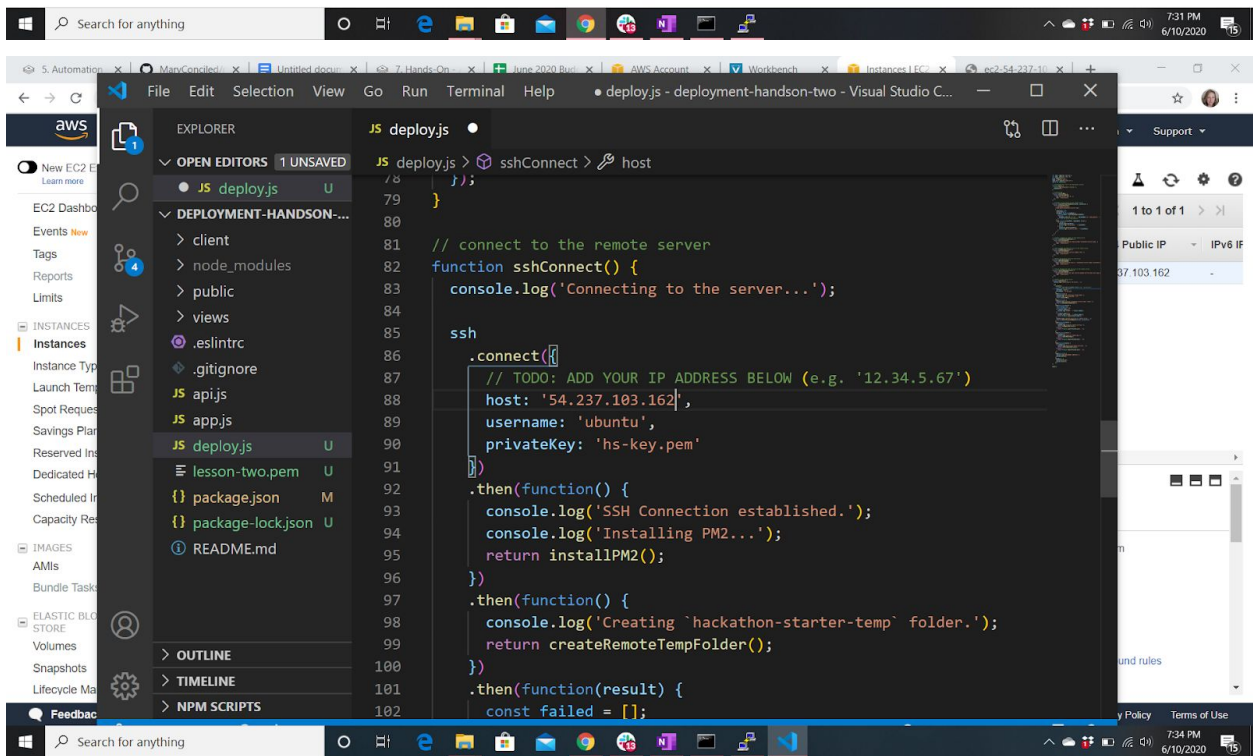 Search for anything
7:31 PM
6/10/2020
15
5. Automation
MaryConciled/
Untitled docum
7. Hands-On -
June 2020 Bud
AWS Account
Workbench
Instances | EC2
ec2-54-237-10
File Edit Selection View Go Run Terminal Help ● deploy.js - deployment-handson-two - Visual Studio C...
aws
Support
New EC2 E
Learn more
EC2 Dashbo
Events New
Tags
Reports
Limits
INSTANCES
Instances
Instance Typ
Launch Temp
Spot Reques
Savings Plan
Reserved Ins
Dedicated H
Scheduled In
Capacity Res
IMAGES
AMIs
Bundle Tasks
ELASTIC BLO
STORE
Volumes
Snapshots
Lifecycle Ma
Feedbac
1
4
EXPLORER
OPEN EDITORS 1 UNSAVED
● JS deploy.js U
DEPLOYMENT-HANDSON-...
> client
> node_modules
> public
> views
.eslintrc
.gitignore
JS api.js
JS app.js
JS deploy.js U
lesson-two.pem U
{} package.json M
{} package-lock.json U
README.md
> OUTLINE
> TIMELINE
> NPM SCRIPTS
JS deploy.js ●
JS deploy.js > sshConnect > host
78 });
79 }
80
81 // connect to the remote server
82 function sshConnect() {
83 console.log('Connecting to the server...');
84
85 ssh
86 .connect({
87 // TODO: ADD YOUR IP ADDRESS BELOW (e.g. '12.34.5.67')
88 host: '54.237.103.162',
89 username: 'ubuntu',
90 privateKey: 'hs-key.pem'
91 })
92 .then(function() {
93 console.log('SSH Connection established.');
94 console.log('Installing PM2...');
95 return installPM2();
96 })
97 .then(function() {
98 console.log('Creating `hackathon-starter-temp` folder.');
99 return createRemoteTempFolder();
100 })
101 .then(function(result) {
102 const failed = [];
1 to 1 of 1
Public IP IPv6 IF
37.103.162 -
und rules
y Policy Terms of Use
Search for anything
7:34 PM
6/10/2020
15